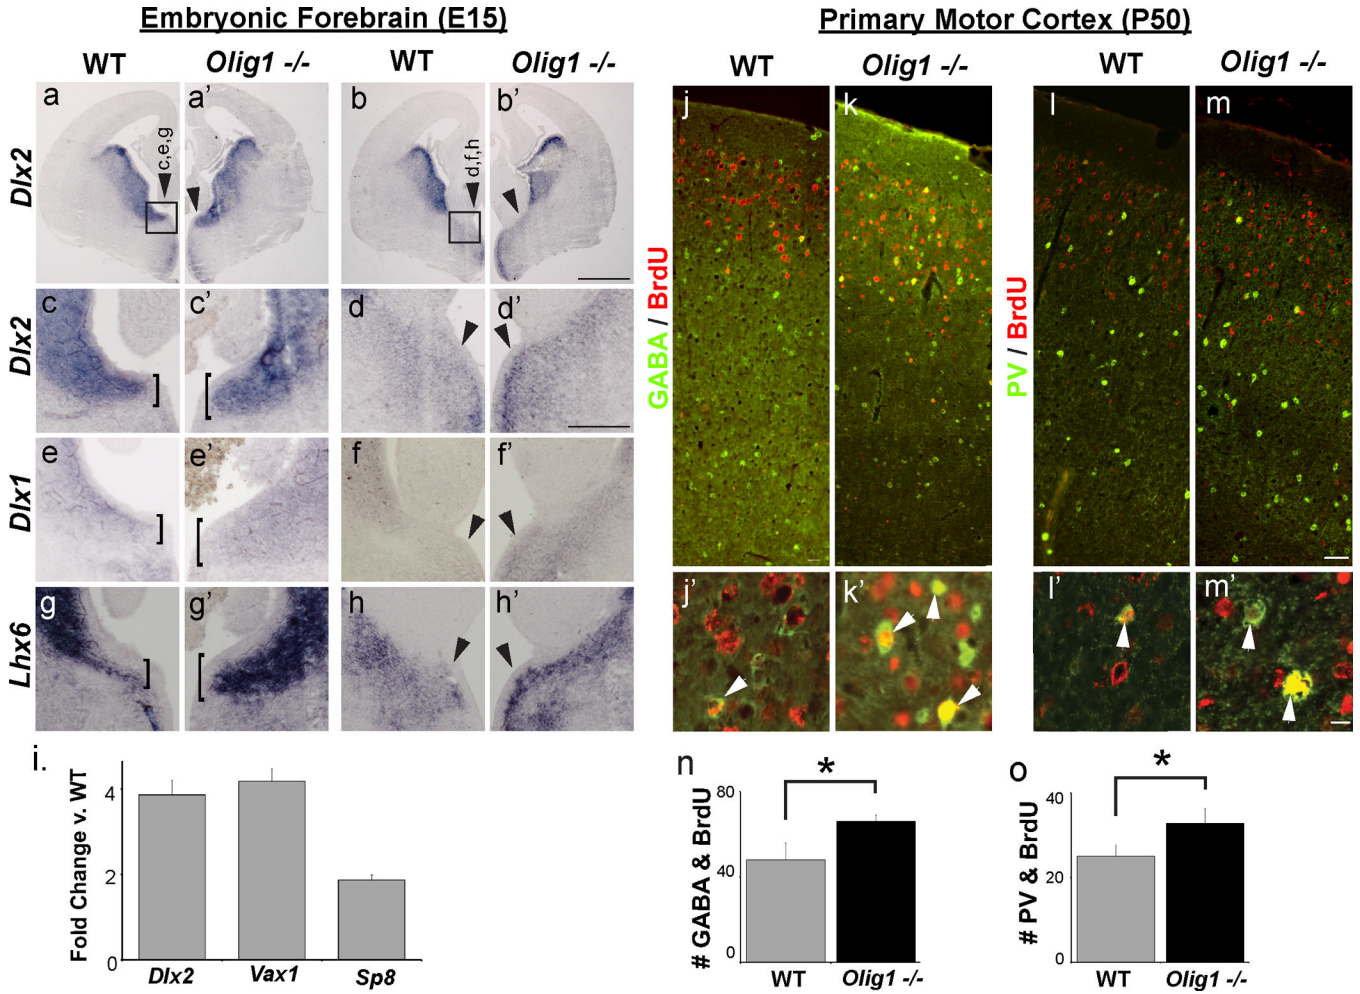 Embryonic Forebrain (E15)
Primary Motor Cortex (P50)
WT
Olig1 -/-
WT
Olig1 -/-
WT
Olig1 -/-
WT
Olig1 -/-
Dlx2
a
c,e,g
a'
b
d,f,h
b'
Dlx2
c
c'
d
d'
Dlx1
e
e'
f
f'
Lhx6
g
g'
h
h'
GABA / BrdU
j
k
PV / BrdU
l
m
j'
k'
l'
m'
i.
Fold Change v. WT
4
2
0
Dlx2
Vax1
Sp8
n
# GABA & BrdU
80
40
0
*
WT
Olig1 -/-
o
# PV & BrdU
40
20
0
*
WT
Olig1 -/-